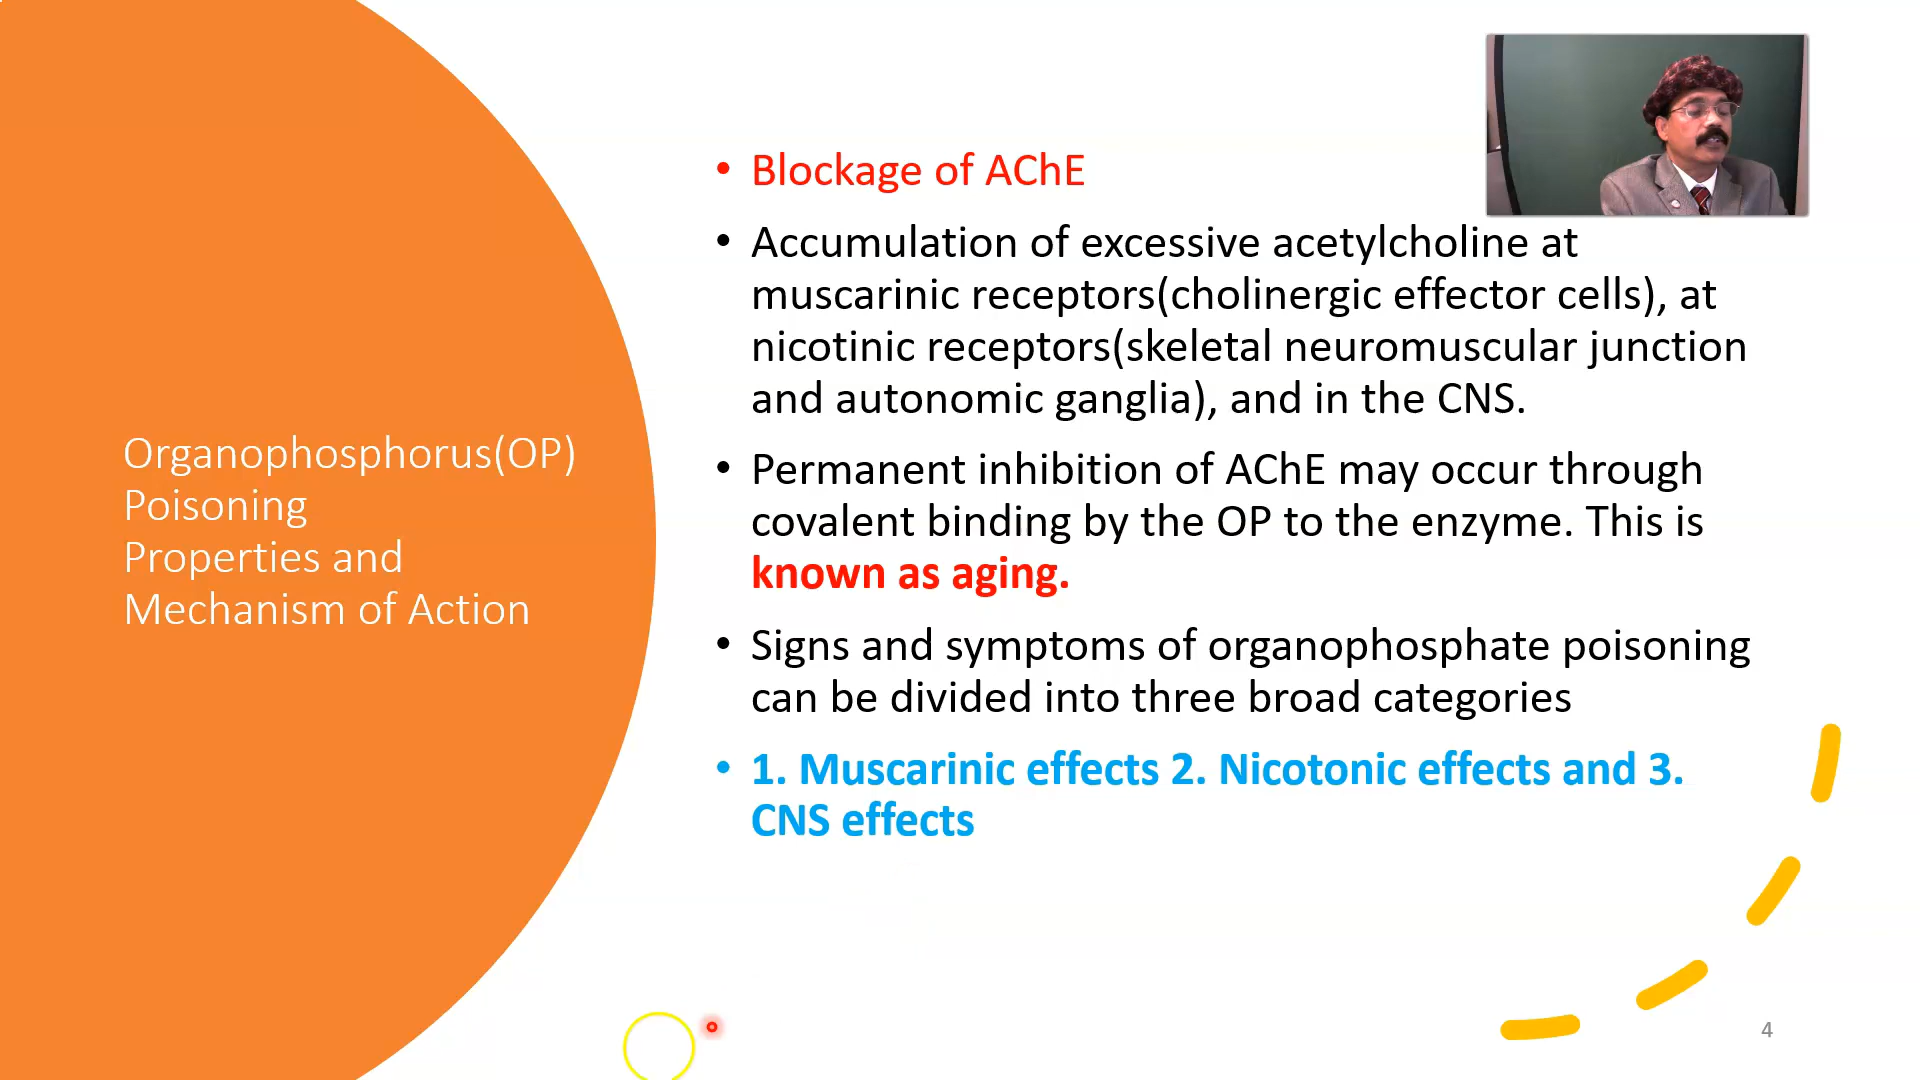 Organophosphorus(OP)
Poisoning
Properties and
Mechanism of Action
• Blockage of AChE
• Accumulation of excessive acetylcholine at
muscarinic receptors(cholinergic effector cells), at
nicotinic receptors(skeletal neuromuscular junction
and autonomic ganglia), and in the CNS.
• Permanent inhibition of AChE may occur through
covalent binding by the OP to the enzyme. This is
known as aging.
• Signs and symptoms of organophosphate poisoning
can be divided into three broad categories
• 1. Muscarinic effects 2. Nicotonic effects and 3.
CNS effects
4